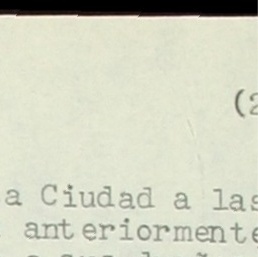 (2
a Ciudad a las
anteriormente